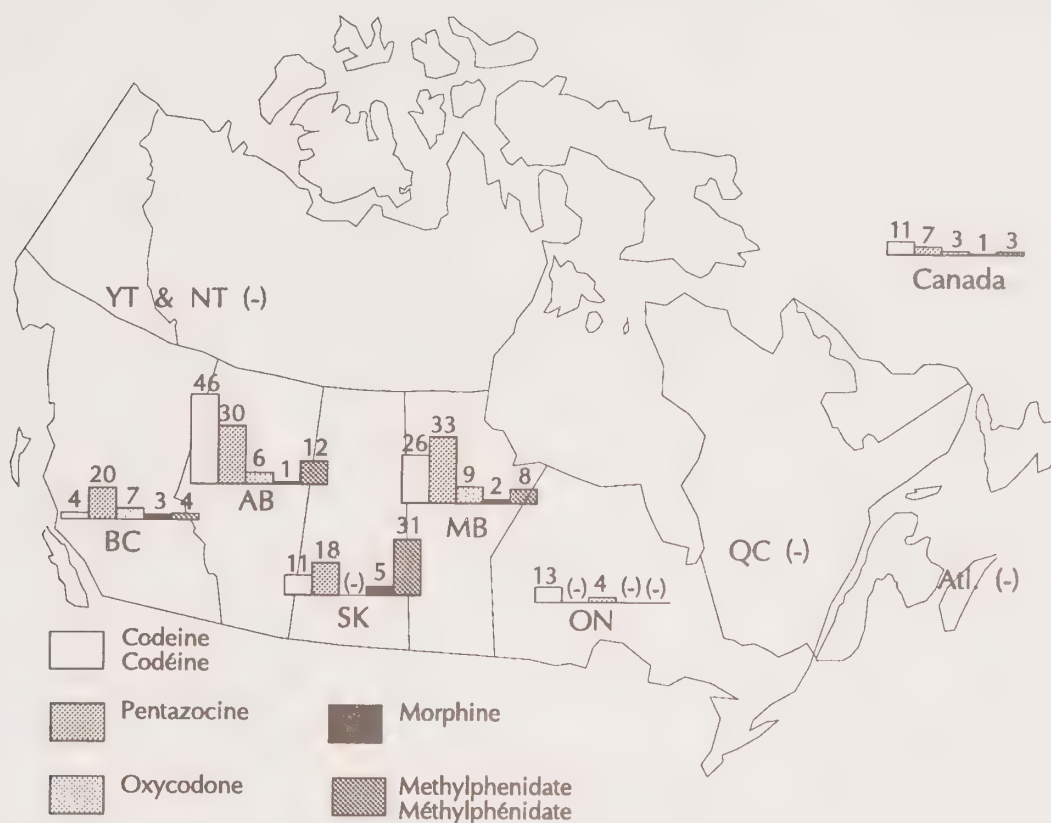 11 7 3 1 3
Canada
YT & NT (-)
46 30 6 1 12
AB
26 33 9 2 8
MB
4 20 7 3 4
BC
11 18 (-) 5 31
SK
13 (-) 4 (-) (-)
ON
QC (-)
Atl. (-)
Codeine
Codéine
Pentazocine
Oxycodone
Morphine
Methylphenidate
Méthylphénidate